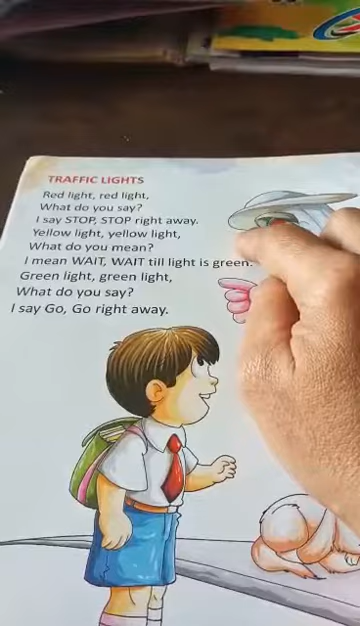 TRAFFIC LIGHTS
Red light, red light,
What do you say?
I say STOP, STOP right away.
Yellow light, yellow light,
What do you mean?
I mean WAIT, WAIT till light is green.
Green light, green light,
What do you say?
I say Go, Go right away.